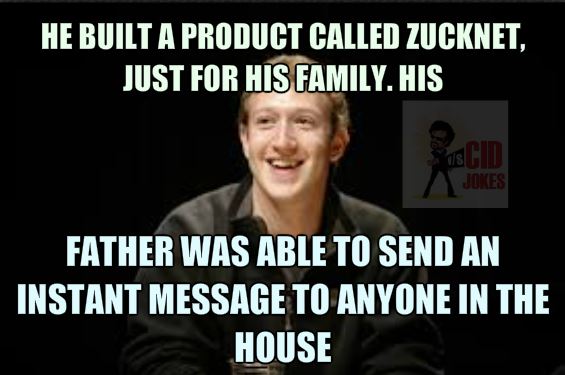 HE BUILT A PRODUCT CALLED ZUCKNET,
JUST FOR HIS FAMILY. HIS
V/S CID
JOKES
FATHER WAS ABLE TO SEND AN
INSTANT MESSAGE TO ANYONE IN THE
HOUSE